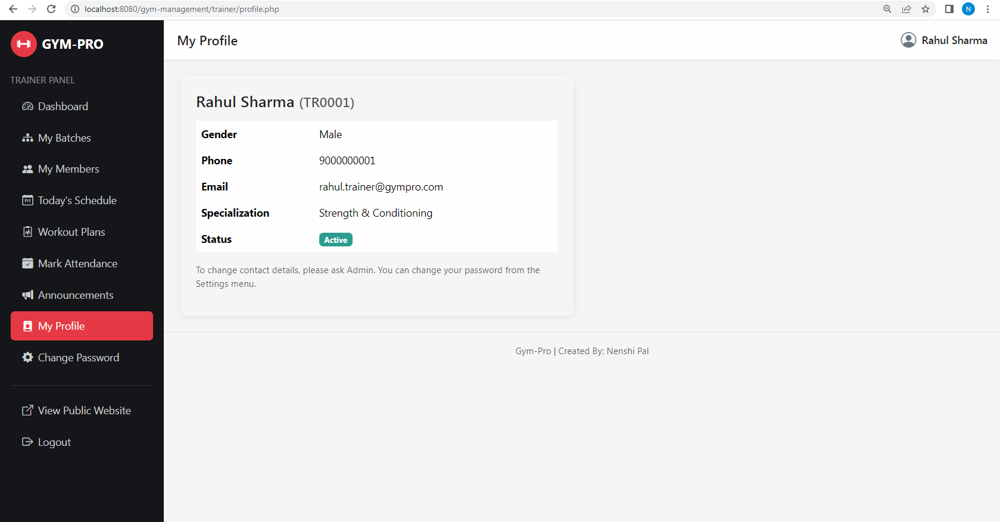 localhost:8080/gym-management/trainer/profile.php
N
GYM-PRO
TRAINER PANEL
Dashboard
My Batches
My Members
Fri
Today's Schedule
Workout Plans
Mark Attendance
Announcements
My Profile
Change Password
View Public Website
Logout
My Profile
Rahul Sharma
Rahul Sharma (TR0001)
Gender Male
Phone 9000000001
Email rahul.trainer@gympro.com
Specialization Strength & Conditioning
Status Active
To change contact details, please ask Admin. You can change your password from the
Settings menu.
Gym-Pro | Created By: Nenshi Pal